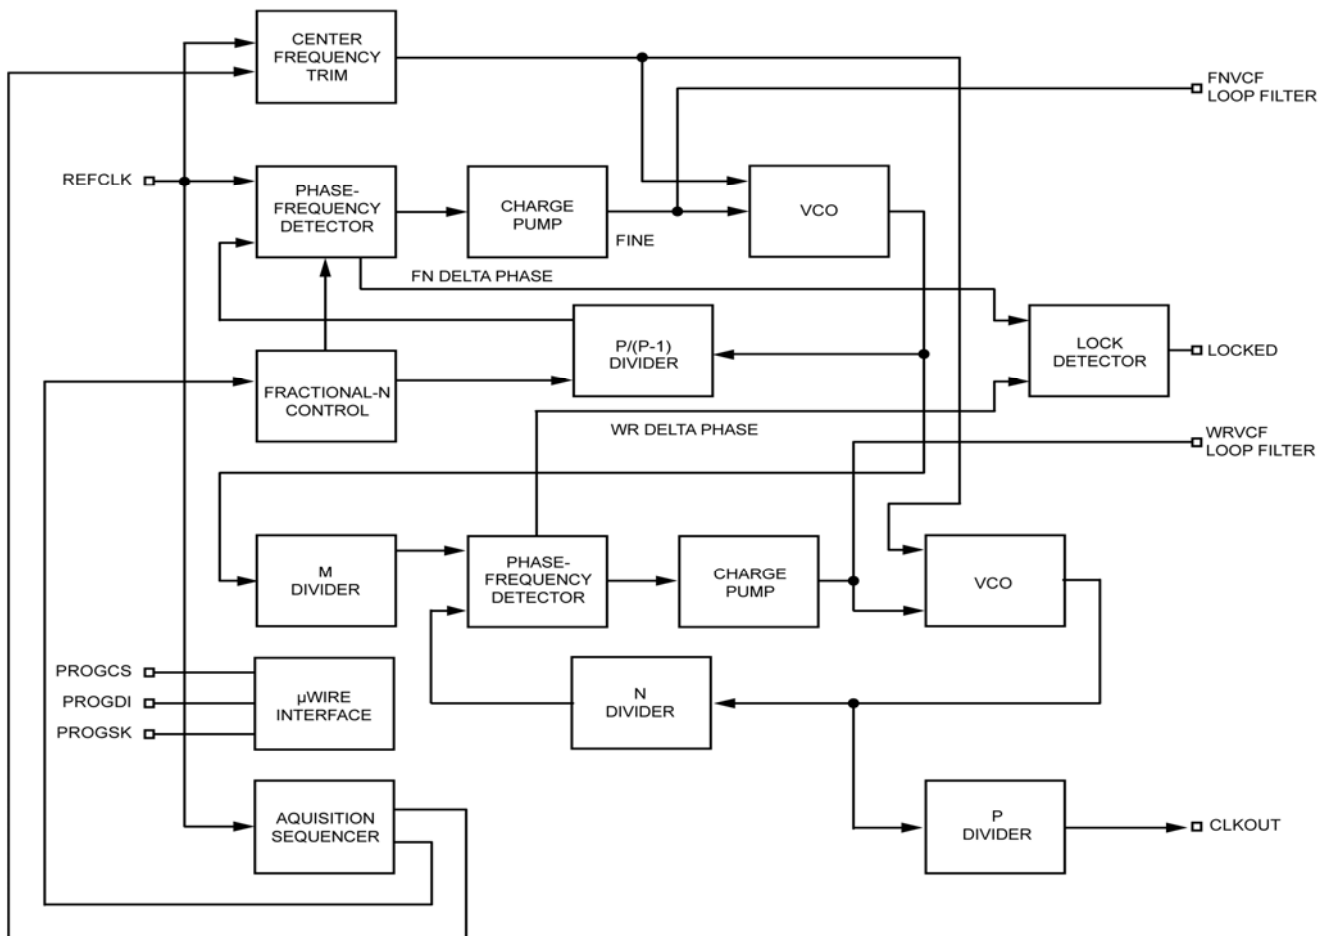 CENTER
FREQUENCY
TRIM
FNVCF
LOOP FILTER
REFCLK
PHASE-
FREQUENCY
DETECTOR
CHARGE
PUMP
VCO
FINE
FN DELTA PHASE
P/(P-1)
DIVIDER
LOCK
DETECTOR
LOCKED
FRACTIONAL-N
CONTROL
WR DELTA PHASE
WRVCF
LOOP FILTER
M
DIVIDER
PHASE-
FREQUENCY
DETECTOR
CHARGE
PUMP
VCO
PROGCS
PROGDI
PROGSK
µWIRE
INTERFACE
N
DIVIDER
AQUISITION
SEQUENCER
P
DIVIDER
CLKOUT